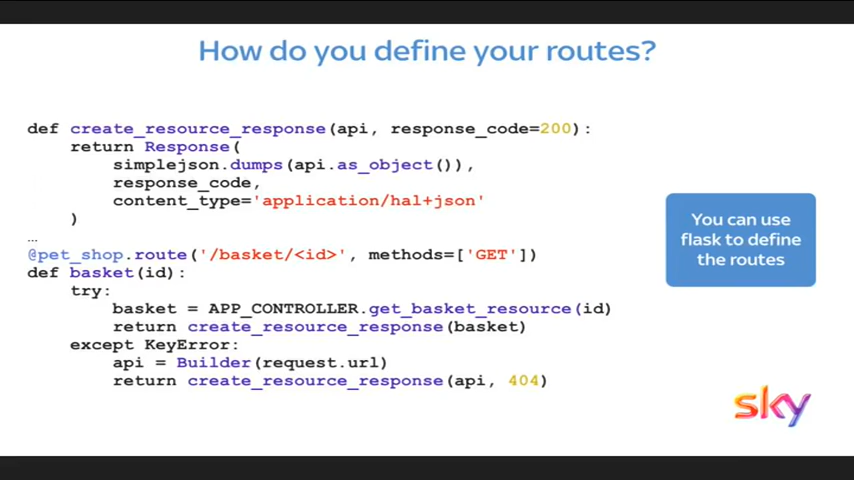 How do you define your routes?
def create_resource_response(api, response_code=200):
    return Response(
        simplejson.dumps(api.as_object()),
        response_code,
        content_type='application/hal+json'
    )
…
@pet_shop.route('/basket/<id>', methods=['GET'])
def basket(id):
    try:
        basket = APP_CONTROLLER.get_basket_resource(id)
        return create_resource_response(basket)
    except KeyError:
        api = Builder(request.url)
        return create_resource_response(api, 404)
You can use
flask to define
the routes
sky